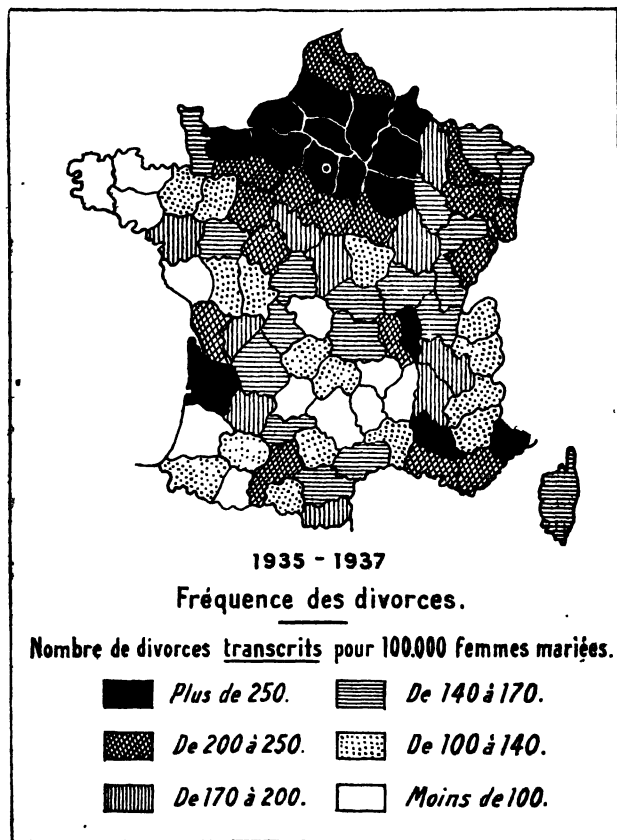 1935 - 1937
Fréquence des divorces.
Nombre de divorces transcrits pour 100.000 femmes mariées.
Plus de 250.
De 140 à 170.
De 200 à 250.
De 100 à 140.
De 170 à 200.
Moins de 100.